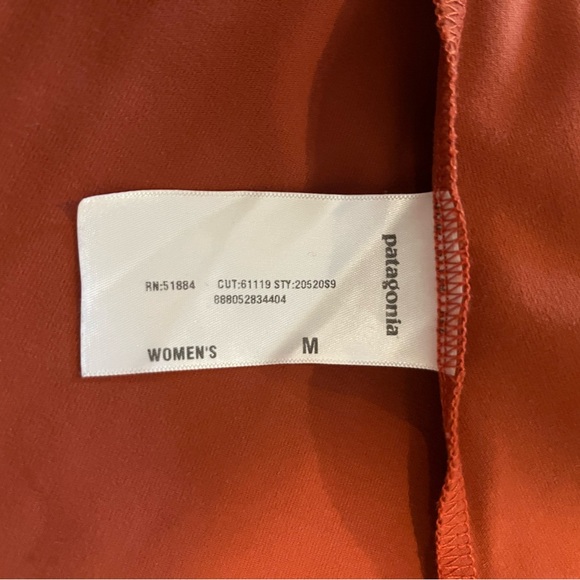 patagonia
RN:51884 CUT:61119 STY:20520S9
888052834404
WOMEN'S M